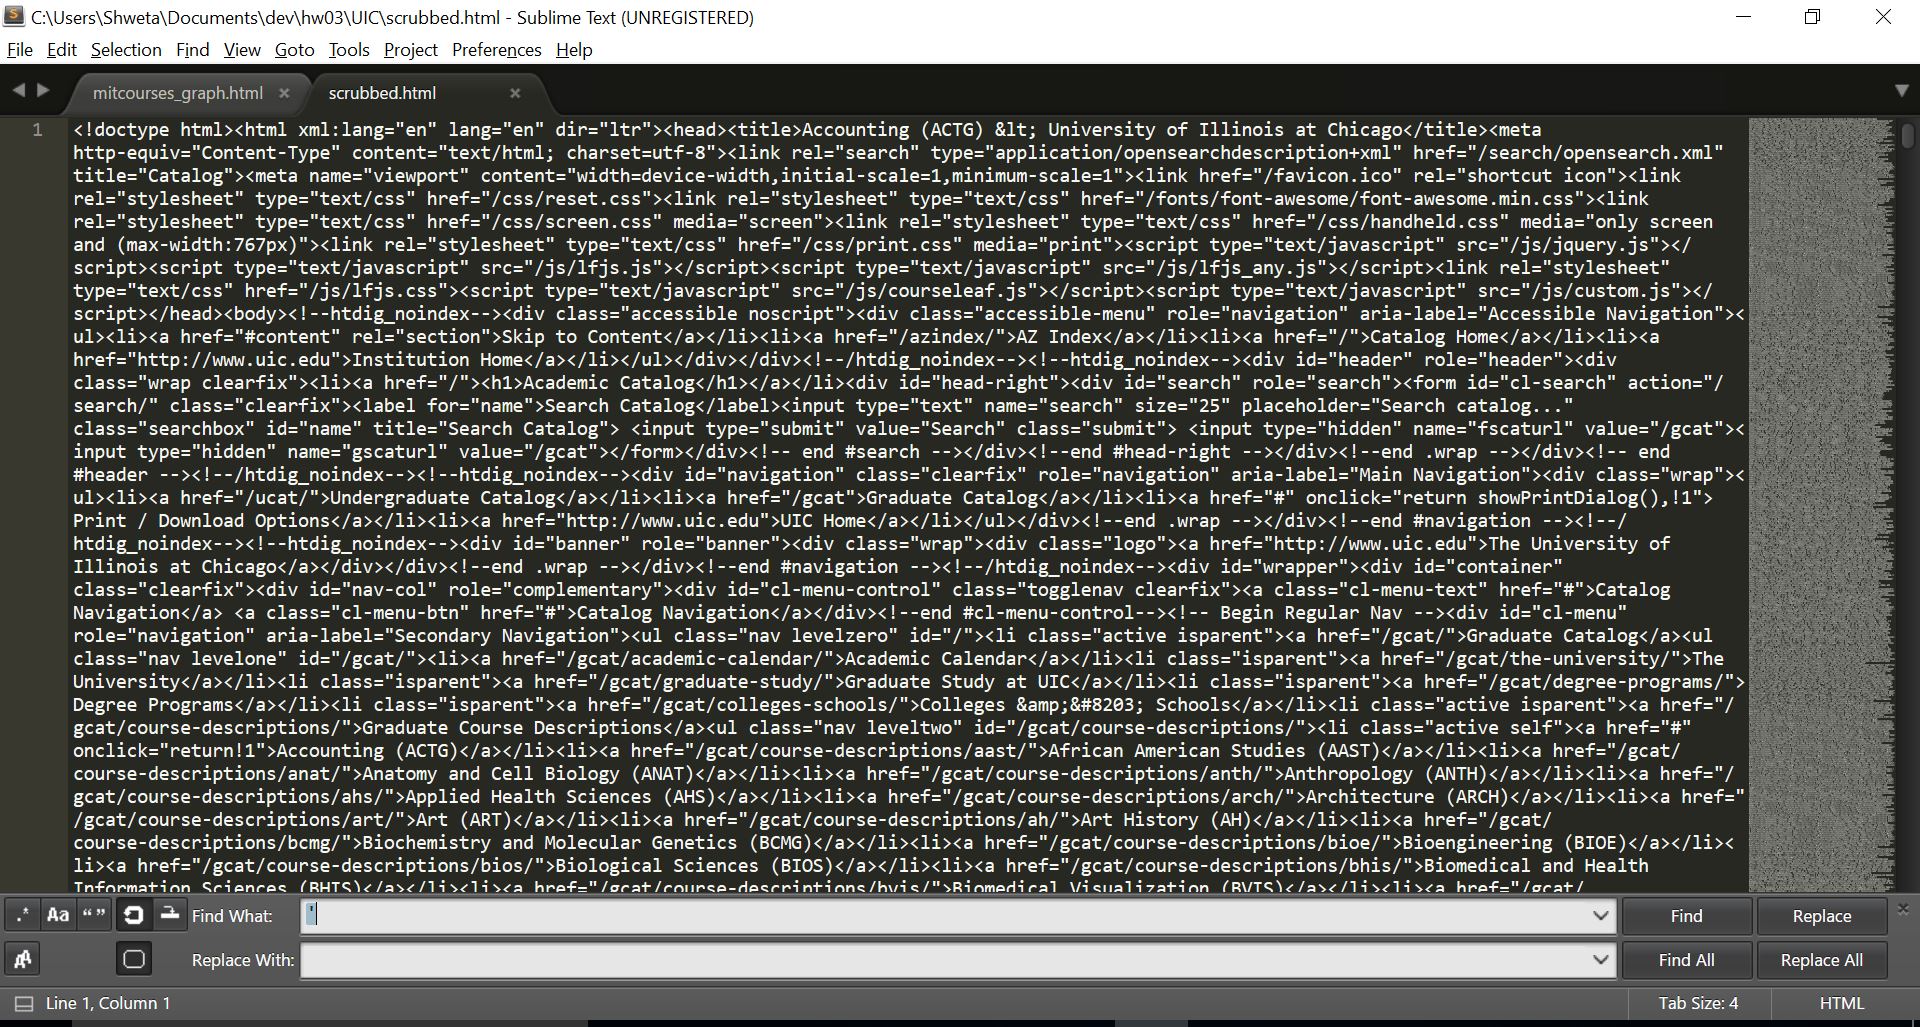 C:\Users\Shweta\Documents\dev\hw03\UIC\scrubbed.html - Sublime Text (UNREGISTERED)
File Edit Selection Find View Goto Tools Project Preferences Help
mitcourses_graph.html × scrubbed.html ×
1 <!doctype html><html xml:lang="en" lang="en" dir="ltr"><head><title>Accounting (ACTG) &lt; University of Illinois at Chicago</title><meta
http-equiv="Content-Type" content="text/html; charset=utf-8"><link rel="search" type="application/opensearchdescription+xml" href="/search/opensearch.xml"
title="Catalog"><meta name="viewport" content="width=device-width,initial-scale=1,minimum-scale=1"><link href="/favicon.ico" rel="shortcut icon"><link
rel="stylesheet" type="text/css" href="/css/reset.css"><link rel="stylesheet" type="text/css" href="/fonts/font-awesome/font-awesome.min.css"><link
rel="stylesheet" type="text/css" href="/css/screen.css" media="screen"><link rel="stylesheet" type="text/css" href="/css/handheld.css" media="only screen
and (max-width:767px)"><link rel="stylesheet" type="text/css" href="/css/print.css" media="print"><script type="text/javascript" src="/js/jquery.js"></
script><script type="text/javascript" src="/js/lfjs.js"></script><script type="text/javascript" src="/js/lfjs_any.js"></script><link rel="stylesheet"
type="text/css" href="/js/lfjs.css"><script type="text/javascript" src="/js/courseleaf.js"></script><script type="text/javascript" src="/js/custom.js"></
script></head><body><!--htdig_noindex--><div class="accessible noscript"><div class="accessible-menu" role="navigation" aria-label="Accessible Navigation"><
ul><li><a href="#content" rel="section">Skip to Content</a></li><li><a href="/azindex/">AZ Index</a></li><li><a href="/">Catalog Home</a></li><li><a
href="http://www.uic.edu">Institution Home</a></li></ul></div></div><!--/htdig_noindex--><!--htdig_noindex--><div id="header" role="header"><div
class="wrap clearfix"><li><a href="/"><h1>Academic Catalog</h1></a></li><div id="head-right"><div id="search" role="search"><form id="cl-search" action="/
search/" class="clearfix"><label for="name">Search Catalog</label><input type="text" name="search" size="25" placeholder="Search catalog..."
class="searchbox" id="name" title="Search Catalog"> <input type="submit" value="Search" class="submit"> <input type="hidden" name="fscaturl" value="/gcat"><
input type="hidden" name="gscaturl" value="/gcat"></form></div><!-- end #search --></div><!--end #head-right --></div><!--end .wrap --></div><!-- end
#header --><!--/htdig_noindex--><!--htdig_noindex--><div id="navigation" class="clearfix" role="navigation" aria-label="Main Navigation"><div class="wrap"><
ul><li><a href="/ucat/">Undergraduate Catalog</a></li><li><a href="/gcat">Graduate Catalog</a></li><li><a href="#" onclick="return showPrintDialog(),!1">
Print / Download Options</a></li><li><a href="http://www.uic.edu">UIC Home</a></li></ul></div><!--end .wrap --></div><!--end #navigation --><!--/
htdig_noindex--><!--htdig_noindex--><div id="banner" role="banner"><div class="wrap"><div class="logo"><a href="http://www.uic.edu">The University of
Illinois at Chicago</a></div></div><!--end .wrap --></div><!--end #navigation --><!--/htdig_noindex--><div id="wrapper"><div id="container"
class="clearfix"><div id="nav-col" role="complementary"><div id="cl-menu-control" class="togglenav clearfix"><a class="cl-menu-text" href="#">Catalog
Navigation</a> <a class="cl-menu-btn" href="#">Catalog Navigation</a></div><!--end #cl-menu-control--><!-- Begin Regular Nav --><div id="cl-menu"
role="navigation" aria-label="Secondary Navigation"><ul class="nav levelzero" id="/"><li class="active isparent"><a href="/gcat/">Graduate Catalog</a><ul
class="nav levelone" id="/gcat/"><li><a href="/gcat/academic-calendar/">Academic Calendar</a></li><li class="isparent"><a href="/gcat/the-university/">The
University</a></li><li class="isparent"><a href="/gcat/graduate-study/">Graduate Study at UIC</a></li><li class="isparent"><a href="/gcat/degree-programs/">
Degree Programs</a></li><li class="isparent"><a href="/gcat/colleges-schools/">Colleges &amp;&#8203; Schools</a></li><li class="active isparent"><a href="/
gcat/course-descriptions/">Graduate Course Descriptions</a><ul class="nav leveltwo" id="/gcat/course-descriptions/"><li class="active self"><a href="#"
onclick="return!1">Accounting (ACTG)</a></li><li><a href="/gcat/course-descriptions/aast/">African American Studies (AAST)</a></li><li><a href="/gcat/
course-descriptions/anat/">Anatomy and Cell Biology (ANAT)</a></li><li><a href="/gcat/course-descriptions/anth/">Anthropology (ANTH)</a></li><li><a href="/
gcat/course-descriptions/ahs/">Applied Health Sciences (AHS)</a></li><li><a href="/gcat/course-descriptions/arch/">Architecture (ARCH)</a></li><li><a href="
/gcat/course-descriptions/art/">Art (ART)</a></li><li><a href="/gcat/course-descriptions/ah/">Art History (AH)</a></li><li><a href="/gcat/
course-descriptions/bcmg/">Biochemistry and Molecular Genetics (BCMG)</a></li><li><a href="/gcat/course-descriptions/bioe/">Bioengineering (BIOE)</a></li><
li><a href="/gcat/course-descriptions/bios/">Biological Sciences (BIOS)</a></li><li><a href="/gcat/course-descriptions/bhis/">Biomedical and Health
Information Sciences (BHIS)</a></li><li><a href="/gcat/course-descriptions/bvis/">Biomedical Visualization (BVIS)</a></li><li><a href="/gcat/
.* Aa “” Find What: ' Find Replace
Replace With: Find All Replace All
Line 1, Column 1 Tab Size: 4 HTML